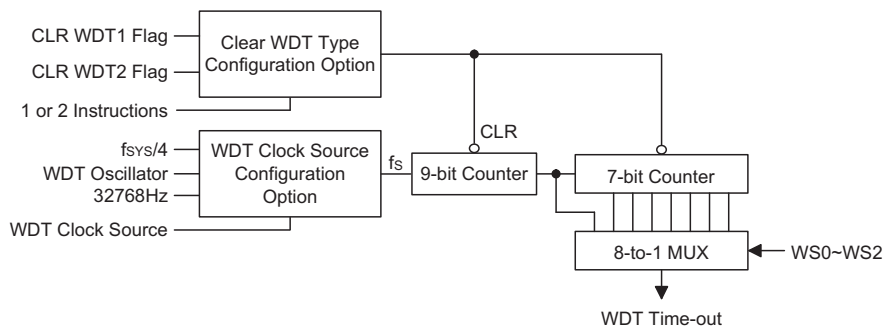 CLR WDT1 Flag
CLR WDT2 Flag
1 or 2 Instructions
Clear WDT Type
Configuration Option
fSYS/4
WDT Oscillator
32768Hz
WDT Clock Source
WDT Clock Source
Configuration
Option
fS
CLR
9-bit Counter
7-bit Counter
8-to-1 MUX
WS0~WS2
WDT Time-out